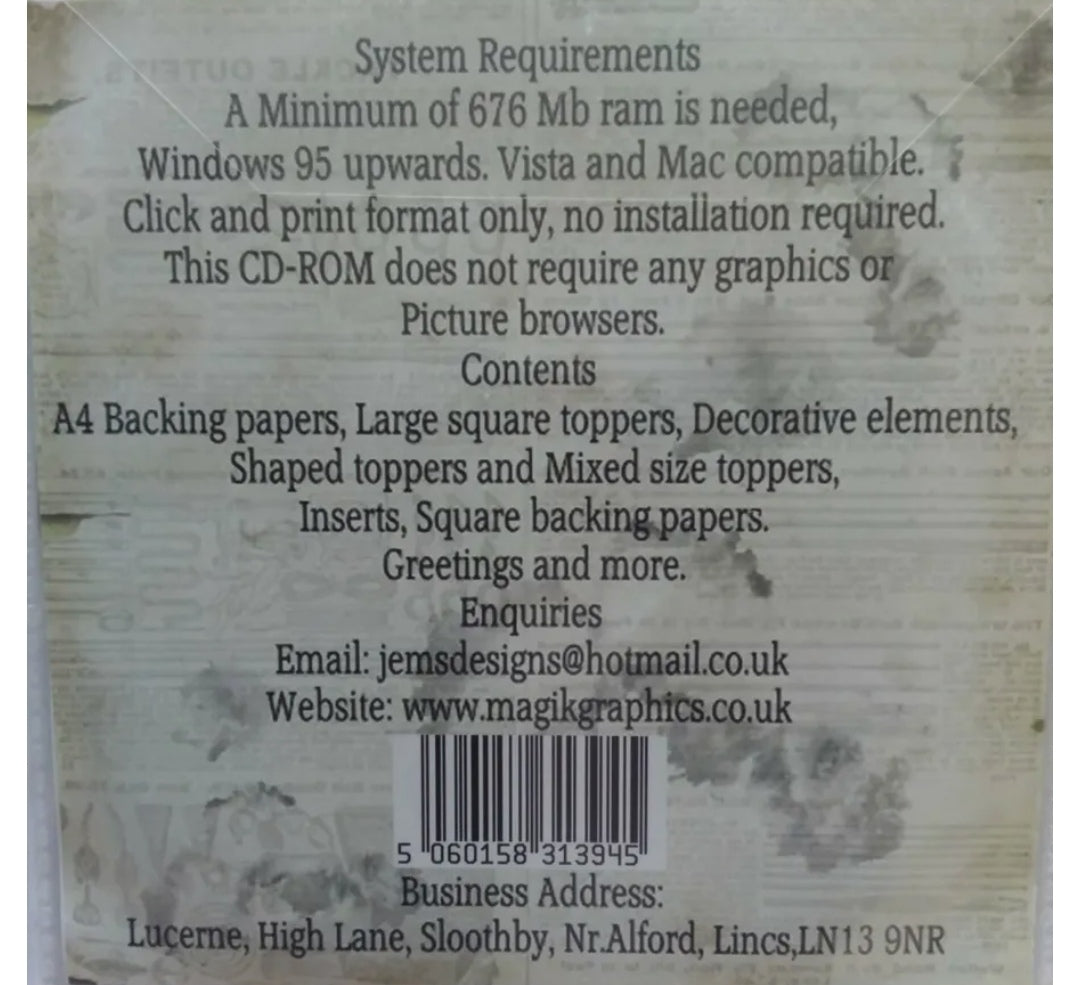 System Requirements
A Minimum of 676 Mb ram is needed,
Windows 95 upwards. Vista and Mac compatible.
Click and print format only, no installation required.
This CD-ROM does not require any graphics or
Picture browsers.
Contents
A4 Backing papers, Large square toppers, Decorative elements,
Shaped toppers and Mixed size toppers,
Inserts, Square backing papers.
Greetings and more.
Enquiries
Email: jemsdesigns@hotmail.co.uk
Website: www.magikgraphics.co.uk
5 060158 313945
Business Address:
Lucerne, High Lane, Sloothby, Nr.Alford, Lincs,LN13 9NR